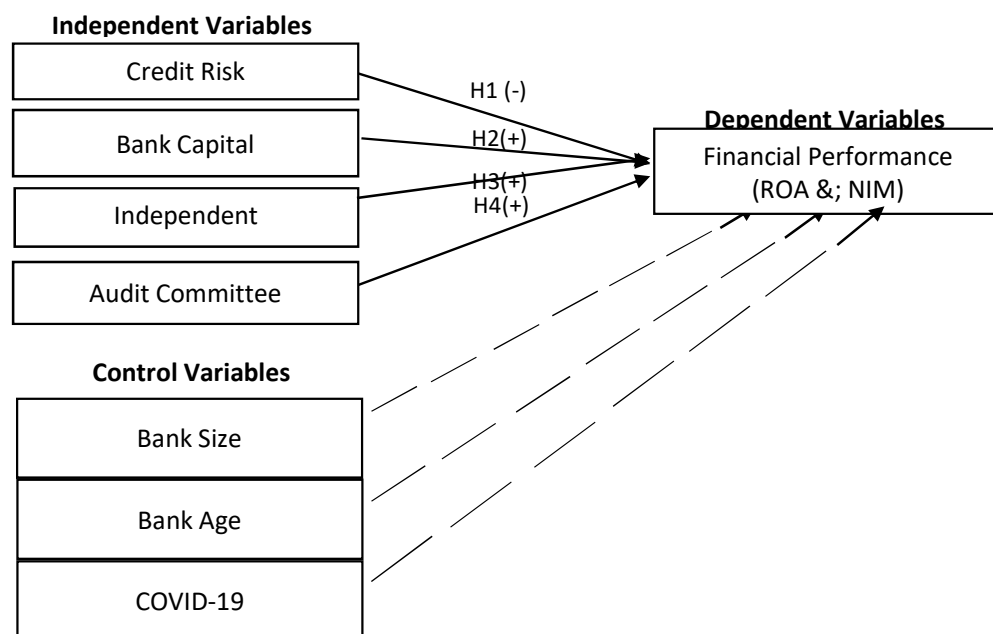 Independent Variables
Credit Risk
H1 (-)
Bank Capital
H2(+)
Dependent Variables
Financial Performance
(ROA &; NIM)
H3(+)
Independent
H4(+)
Audit Committee
Control Variables
Bank Size
Bank Age
COVID-19